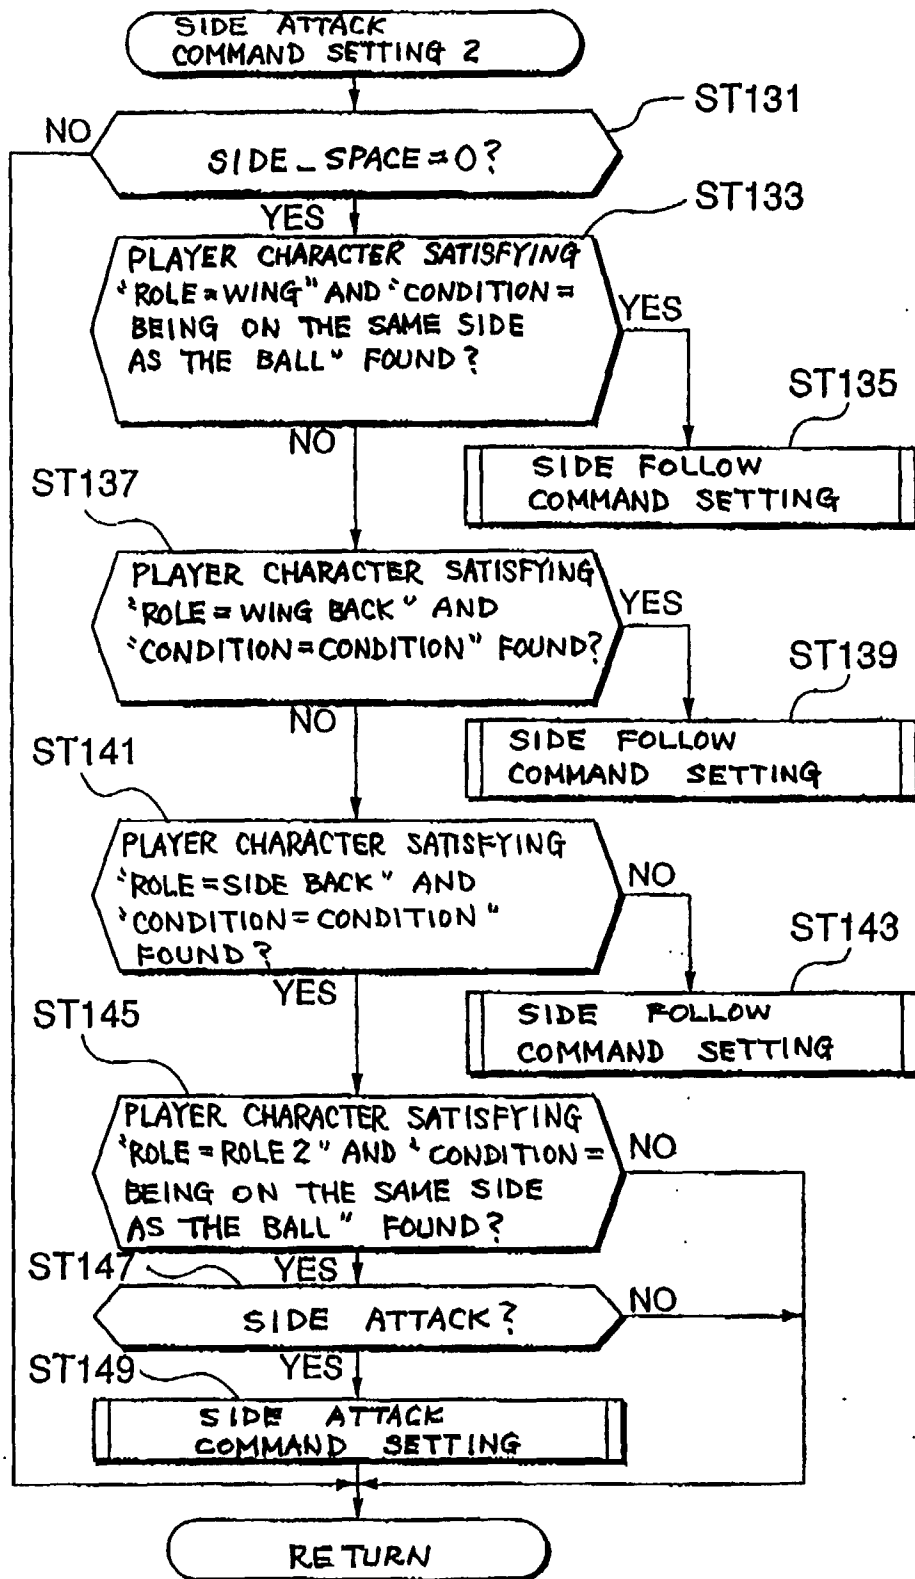 SIDE ATTACK
COMMAND SETTING 2
ST131
NO
SIDE_SPACE=0?
YES
ST133
PLAYER CHARACTER SATISFYING
"ROLE=WING" AND "CONDITION=
BEING ON THE SAME SIDE
AS THE BALL" FOUND?
YES
ST135
NO
SIDE FOLLOW
COMMAND SETTING
ST137
PLAYER CHARACTER SATISFYING
"ROLE=WING BACK" AND
"CONDITION=CONDITION" FOUND?
YES
ST139
NO
SIDE FOLLOW
COMMAND SETTING
ST141
PLAYER CHARACTER SATISFYING
"ROLE=SIDE BACK" AND
"CONDITION=CONDITION"
FOUND?
NO
ST143
YES
SIDE FOLLOW
COMMAND SETTING
ST145
PLAYER CHARACTER SATISFYING
"ROLE=ROLE 2" AND "CONDITION=
BEING ON THE SAME SIDE
AS THE BALL" FOUND?
NO
ST147
YES
SIDE ATTACK?
NO
ST149
YES
SIDE ATTACK
COMMAND SETTING
RETURN